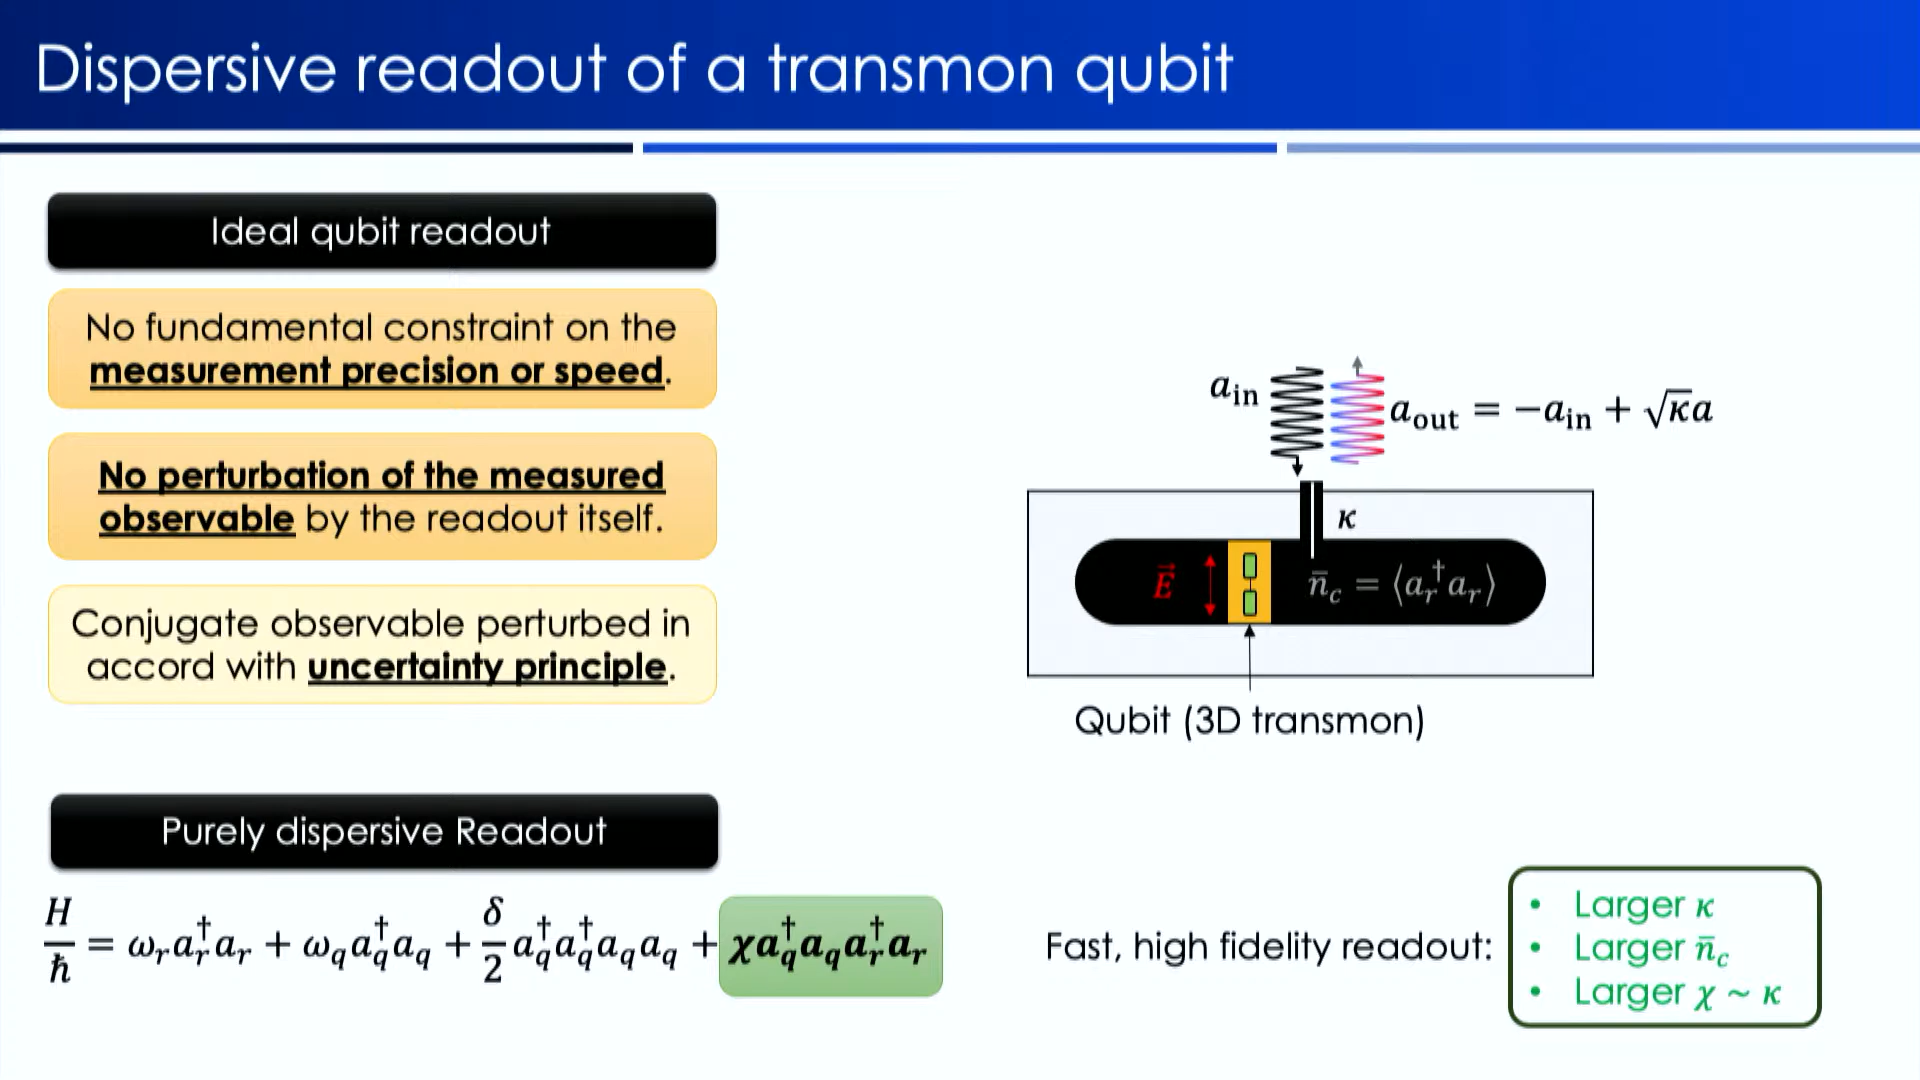 Dispersive readout of a transmon qubit
Ideal qubit readout
No fundamental constraint on the
measurement precision or speed.
No perturbation of the measured
observable by the readout itself.
Conjugate observable perturbed in
accord with uncertainty principle.
a_in
a_out = −a_in + √κa
κ
E⃗
n̄_c = ⟨a_r†a_r⟩
Qubit (3D transmon)
Purely dispersive Readout
H/ħ = ω_r a_r†a_r + ω_q a_q†a_q + δ/2 a_q†a_q†a_q a_q + χa_q†a_q a_r†a_r
Fast, high fidelity readout:
• Larger κ
• Larger n̄_c
• Larger χ ~ κ